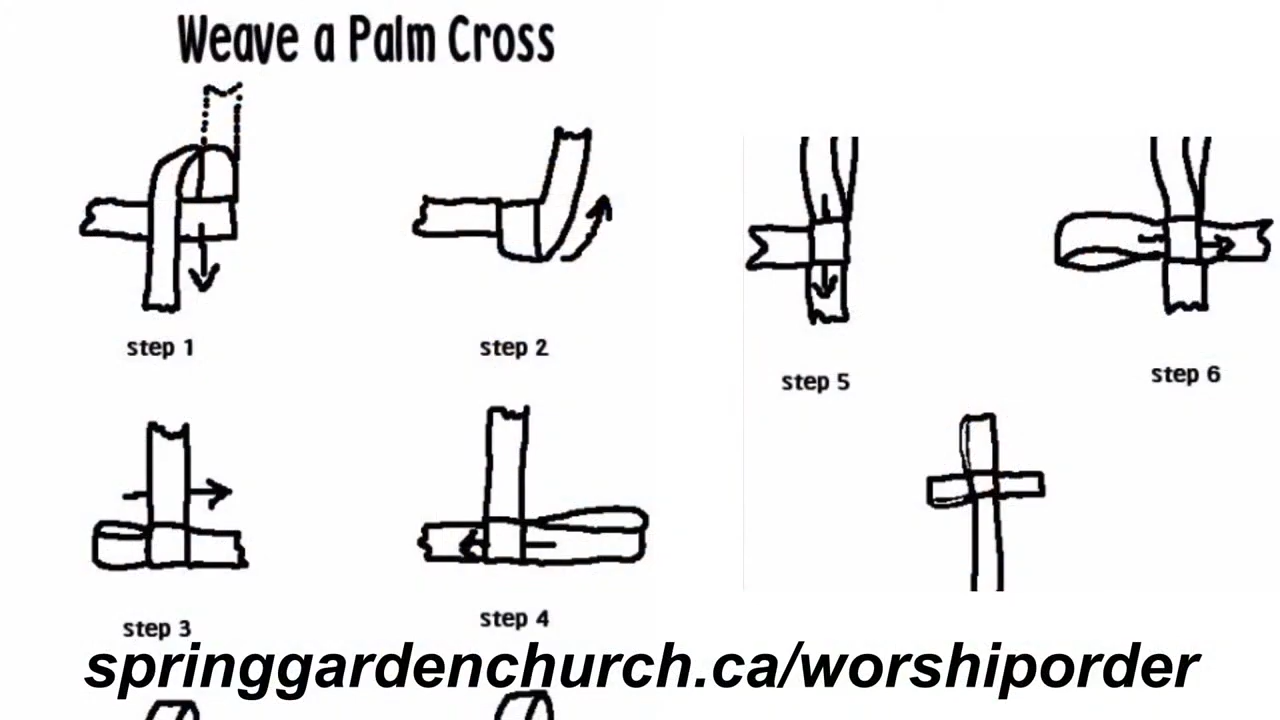 Weave a Palm Cross
step 1
step 2
step 5
step 6
step 3
step 4
springgardenchurch.ca/worshiporder